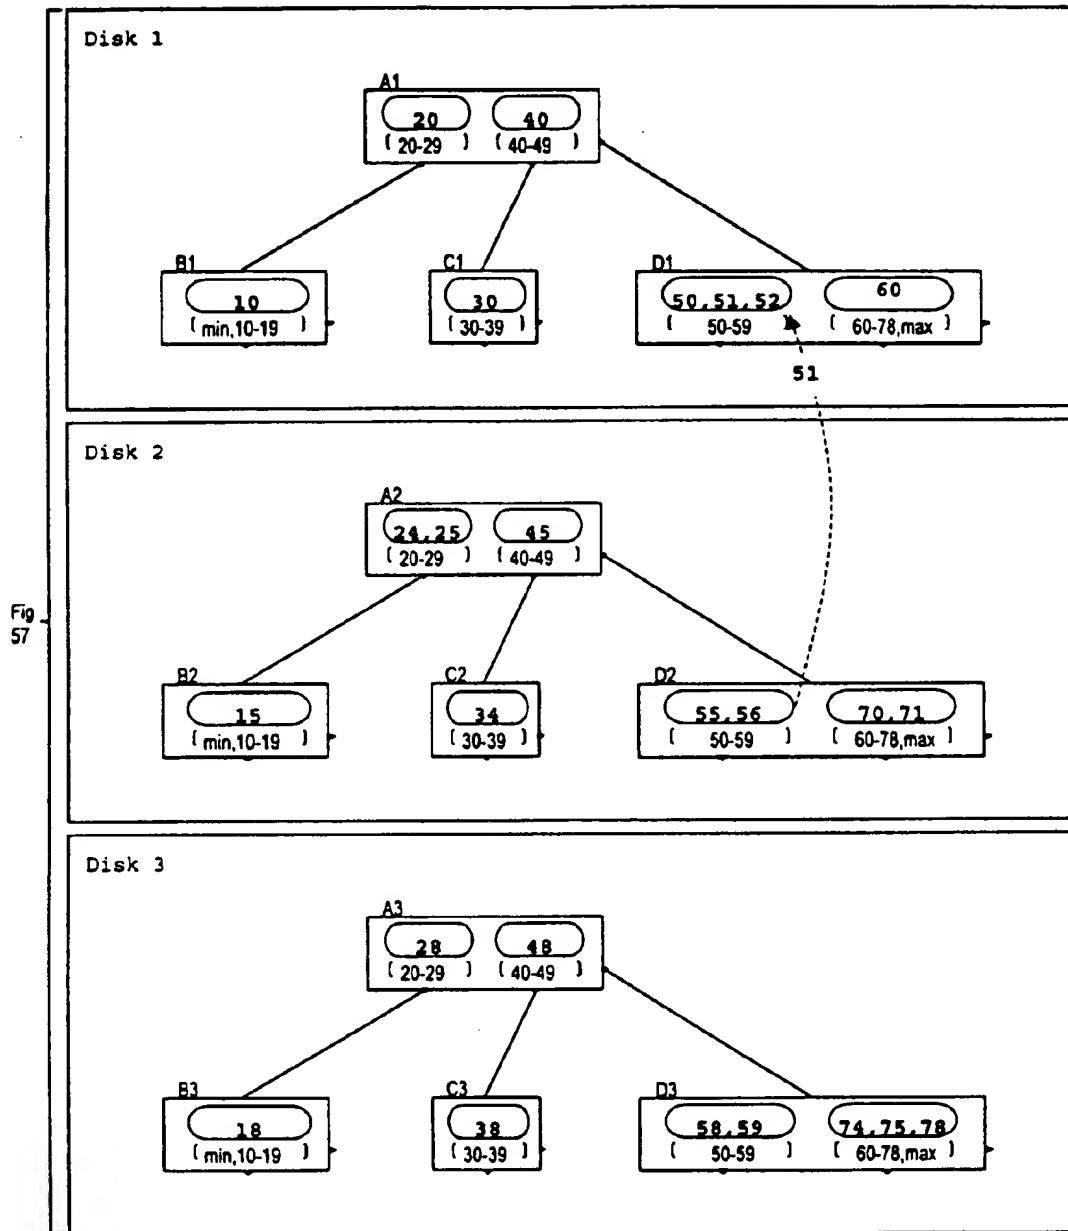 Disk 1
A1
20 40
[ 20-29 ] [ 40-49 ]
B1 C1 D1
10 30 50,51,52 60
[ min,10-19 ] [ 30-39 ] [ 50-59 ] [ 60-78,max ]
51
Disk 2
A2
24,25 45
[ 20-29 ] [ 40-49 ]
Fig
57
B2 C2 D2
15 34 55,56 70,71
[ min,10-19 ] [ 30-39 ] [ 50-59 ] [ 60-78,max ]
Disk 3
A3
28 48
[ 20-29 ] [ 40-49 ]
B3 C3 D3
18 38 58,59 74,75,78
[ min,10-19 ] [ 30-39 ] [ 50-59 ] [ 60-78,max ]